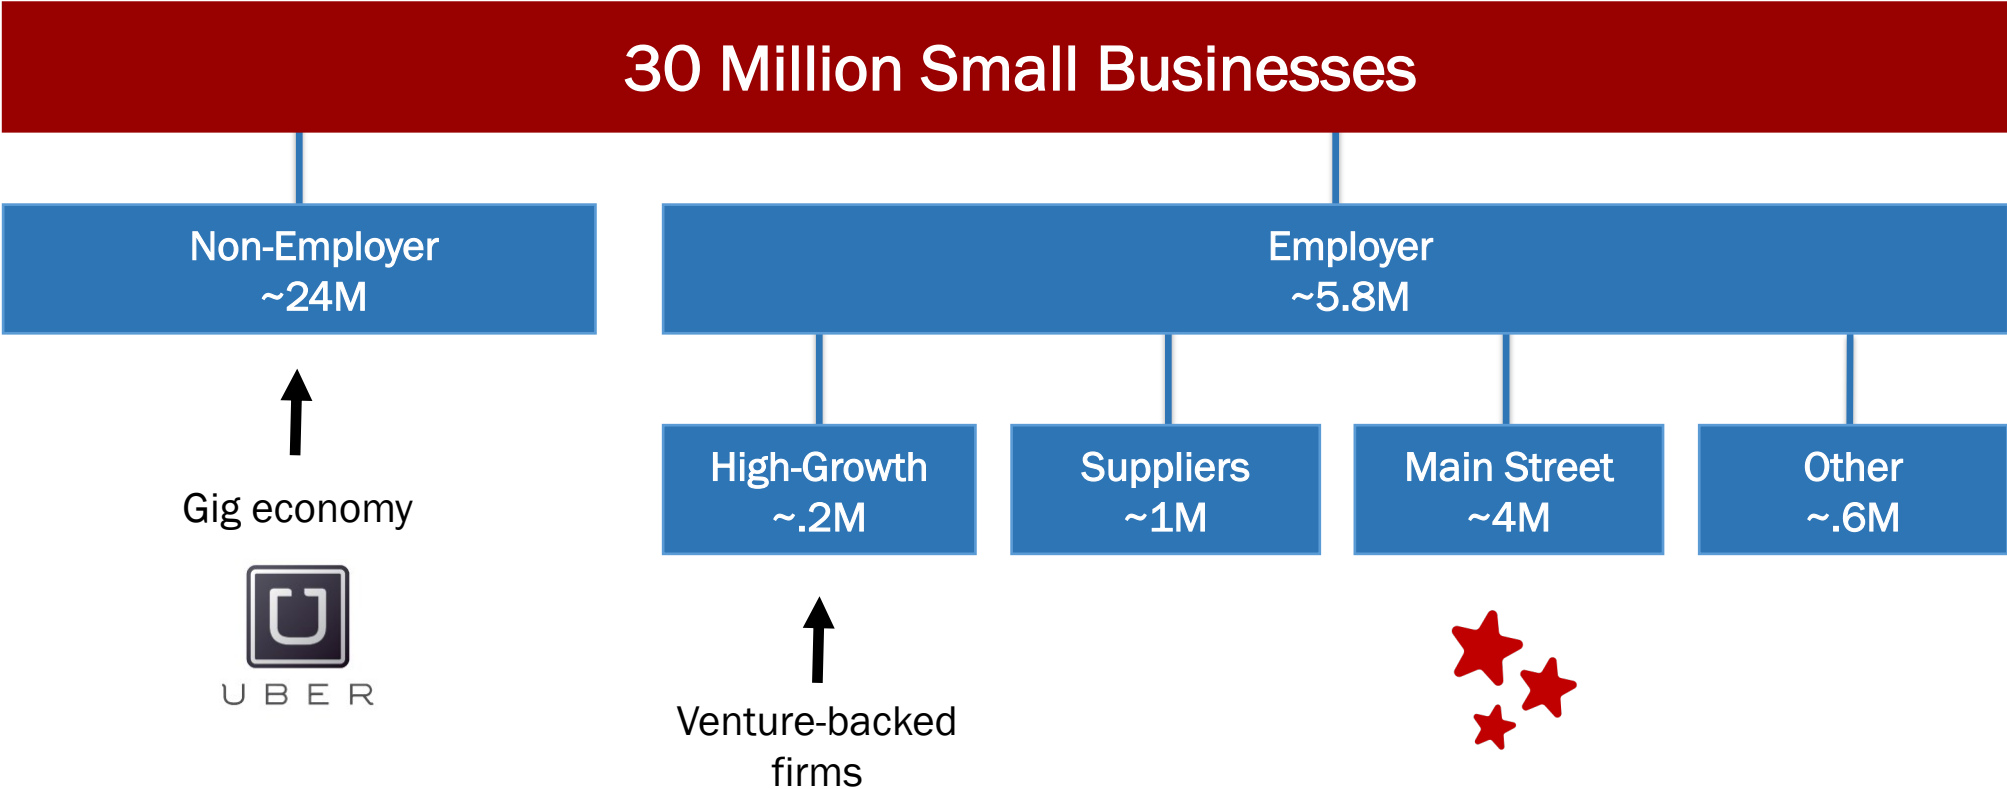 30 Million Small Businesses
Non-Employer
~24M
Employer
~5.8M
High-Growth
~.2M
Suppliers
~1M
Main Street
~4M
Other
~.6M
Gig economy
U
UBER
Venture-backed
firms